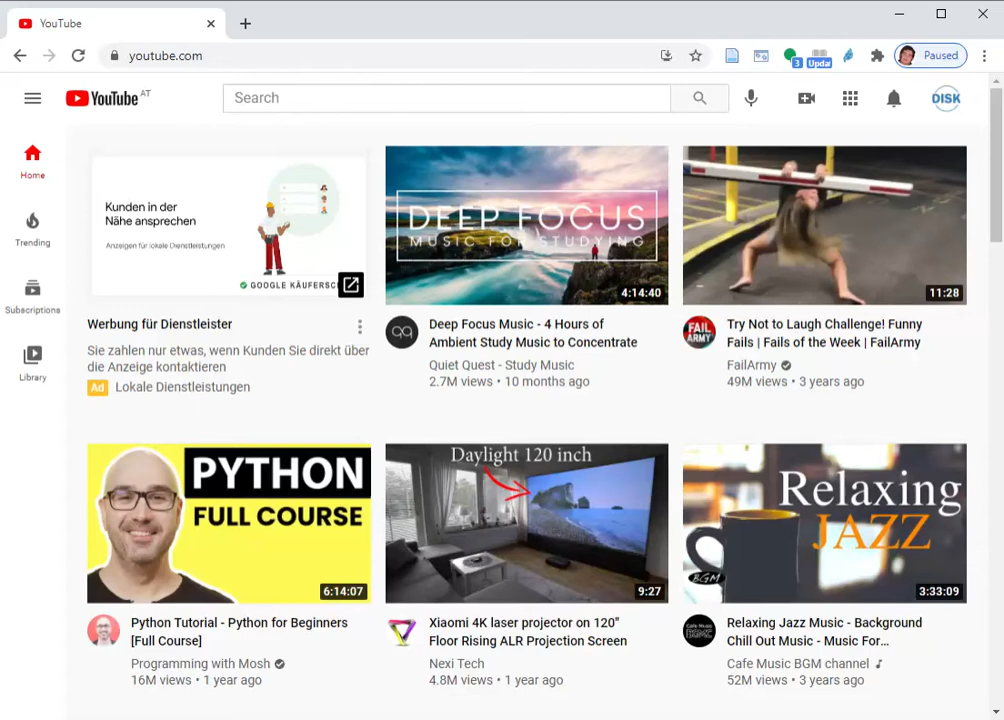 YouTube
youtube.com
3
Updat
Paused
YouTube AT
Search
DISK
Home
Trending
Subscriptions
Library
Kunden in der
Nähe ansprechen
Anzeigen für lokale Dienstleistungen
GOOGLE KÄUFERSC
Werbung für Dienstleister
Sie zahlen nur etwas, wenn Kunden Sie direkt über
die Anzeige kontaktieren
Ad Lokale Dienstleistungen
DEEP FOCUS
MUSIC FOR STUDYING
4:14:40
Deep Focus Music - 4 Hours of
Ambient Study Music to Concentrate
Quiet Quest - Study Music
2.7M views • 10 months ago
11:28
FAIL
ARMY
Try Not to Laugh Challenge! Funny
Fails | Fails of the Week | FailArmy
FailArmy
49M views • 3 years ago
PYTHON
FULL COURSE
6:14:07
Python Tutorial - Python for Beginners
[Full Course]
Programming with Mosh
16M views • 1 year ago
Daylight 120 inch
9:27
Xiaomi 4K laser projector on 120"
Floor Rising ALR Projection Screen
Nexi Tech
4.8M views • 1 year ago
Relaxing
JAZZ
BGM
3:33:09
Cafe Music
Relaxing Jazz Music - Background
Chill Out Music - Music For...
Cafe Music BGM channel
52M views • 3 years ago